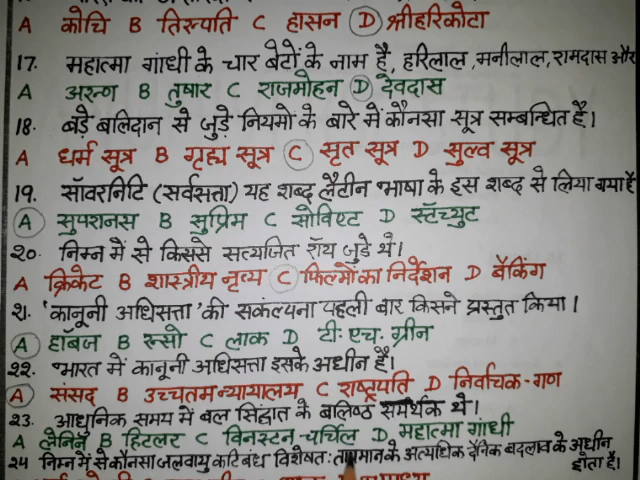 A कोचि B तिरुपति C हासन D श्रीहरिकोटा
17. महात्मा गांधी के चार बेटों के नाम है, हरिलाल, मनीलाल, रामदास और
A अरुण B तुषार C राजमोहन D देवदास
18. बड़े बलिदान से जुड़े नियमो के बारे में कौनसा सूत्र सम्बन्धित है।
A धर्म सूत्र B गृह्य सूत्र C सृत सूत्र D सुल्व सूत्र
19. सॉवरनिटि (सर्वसत्ता) यह शब्द लैटीन भाषा के इस शब्द से लिया गया है
A सुपरानस B सुप्रिम C सोविएट D स्टॅच्युट
20. निम्न में से किससे सत्यजित रॉय जुडे थे।
A क्रिकेट B शास्त्रीय नृत्य C फिल्मों का निर्देशन D बॅकिंग
21. 'कानूनी अधिसत्ता' की सकंल्पना पहली बार किसने प्रस्तुत किया।
A हॉबज B रूसो C लाक D टी. एच. ग्रीन
22. भारत में कानूनी अधिसत्ता इसके अधीन है।
A संसद B उच्चतम न्यायालय C राष्ट्रपति D निर्वाचक-गण
23. आधुनिक समय में बल सिद्वांत के बलिष्ठ समर्थक थे।
A लेनिन B हिटलर C विनस्टन-चर्चिल D महात्मा गांधी
24 निम्न में से कौनसा जलवायु कटिबंध विशेषत: तापमान के अत्यधिक दैनिक बदलाव के अधीन
होता है।